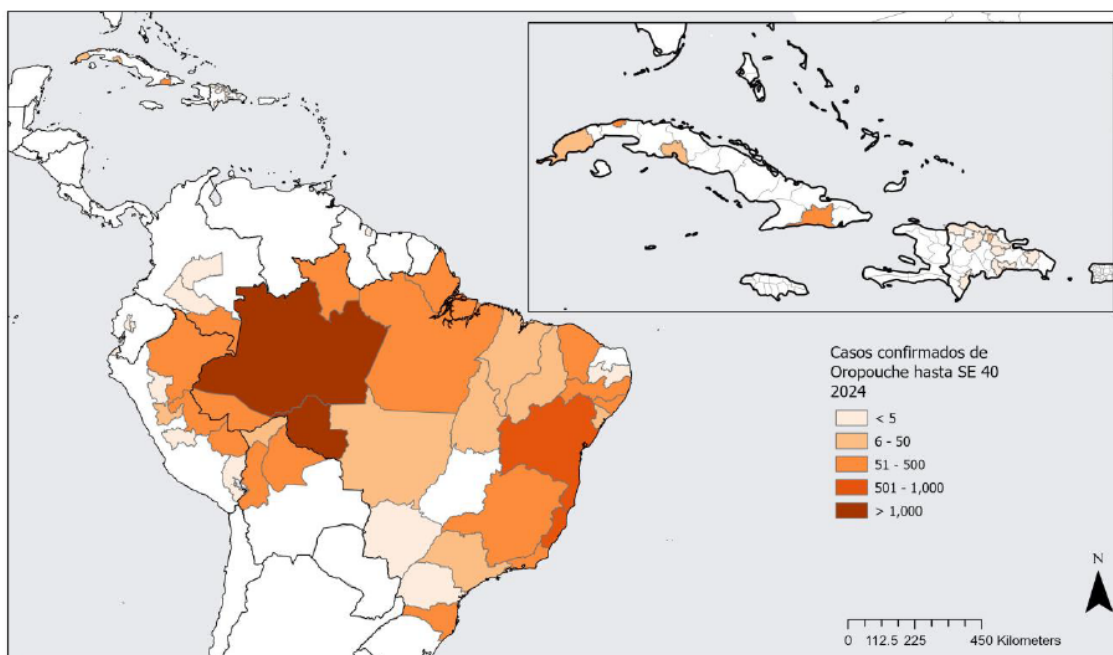 Casos confirmados de
Oropouche hasta SE 40
2024
< 5
6 - 50
51 - 500
501 - 1,000
> 1,000
N
0 112.5 225 450 Kilometers